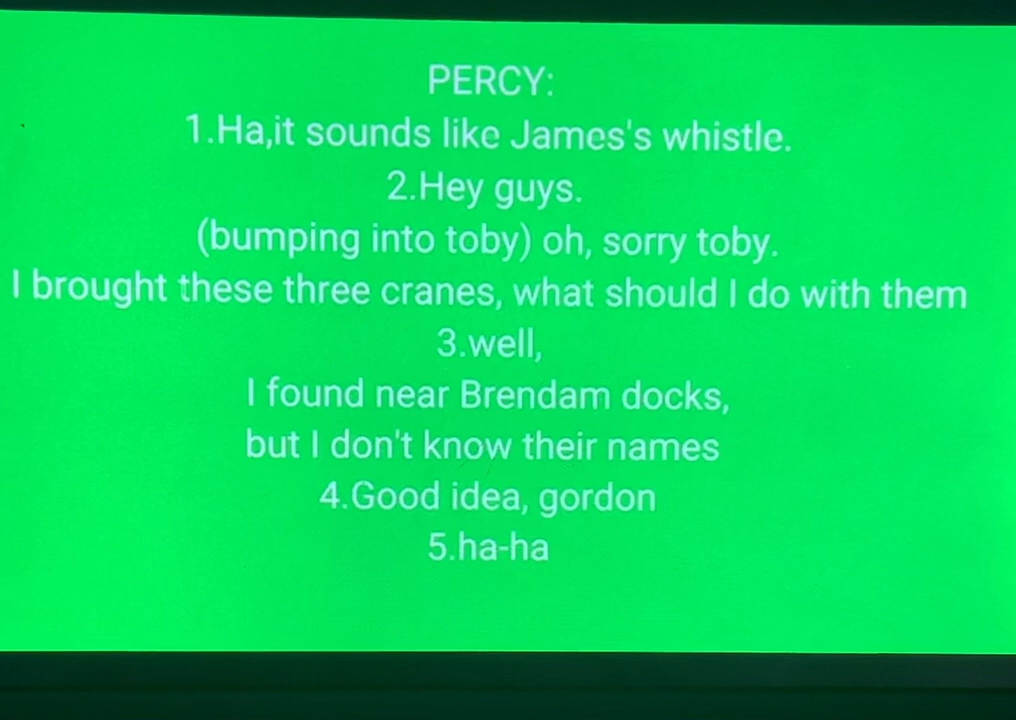 PERCY:
1.Ha,it sounds like James's whistle.
2.Hey guys.
(bumping into toby) oh, sorry toby.
I brought these three cranes, what should I do with them
3.well,
I found near Brendam docks,
but I don't know their names
4.Good idea, gordon
5.ha-ha